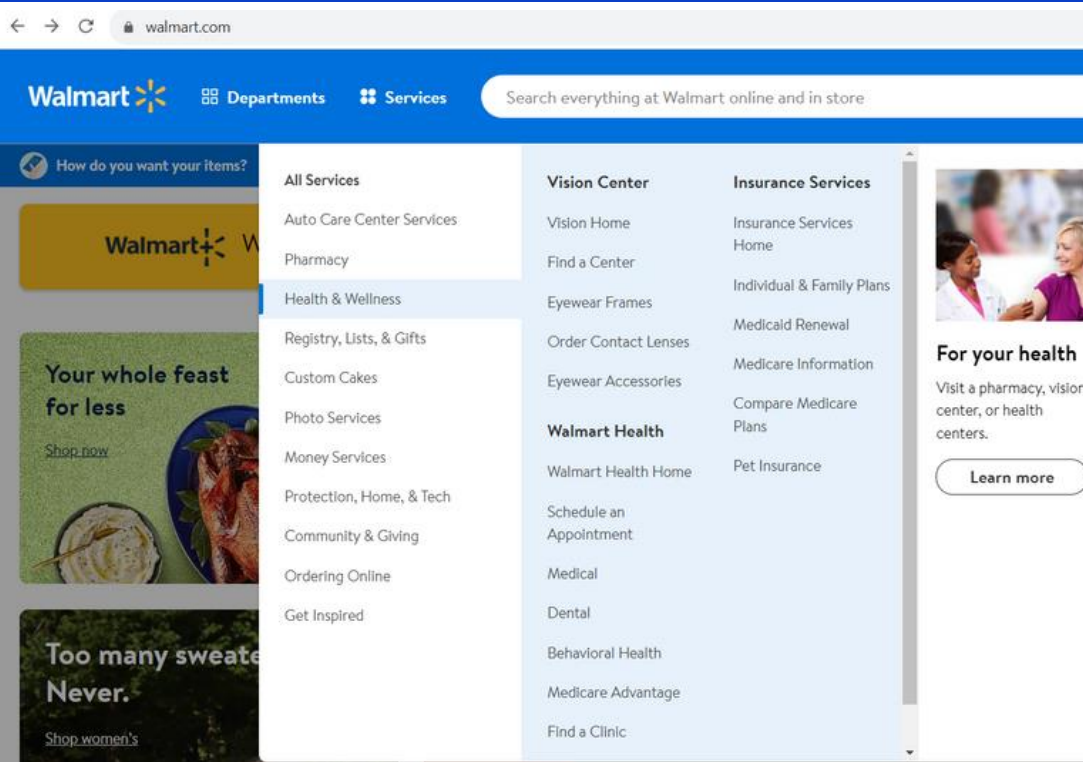 walmart.com
Walmart
Departments
Services
Search everything at Walmart online and in store
How do you want your items?
Walmart+ W
Your whole feast
for less
Shop now
Too many sweate
Never.
Shop women's
All Services
Auto Care Center Services
Pharmacy
Health & Wellness
Registry, Lists, & Gifts
Custom Cakes
Photo Services
Money Services
Protection, Home, & Tech
Community & Giving
Ordering Online
Get Inspired
Vision Center
Vision Home
Find a Center
Eyewear Frames
Order Contact Lenses
Eyewear Accessories
Walmart Health
Walmart Health Home
Schedule an
Appointment
Medical
Dental
Behavioral Health
Medicare Advantage
Find a Clinic
Insurance Services
Insurance Services
Home
Individual & Family Plans
Medicaid Renewal
Medicare Information
Compare Medicare
Plans
Pet Insurance
For your health
Visit a pharmacy, vision
center, or health
centers.
Learn more